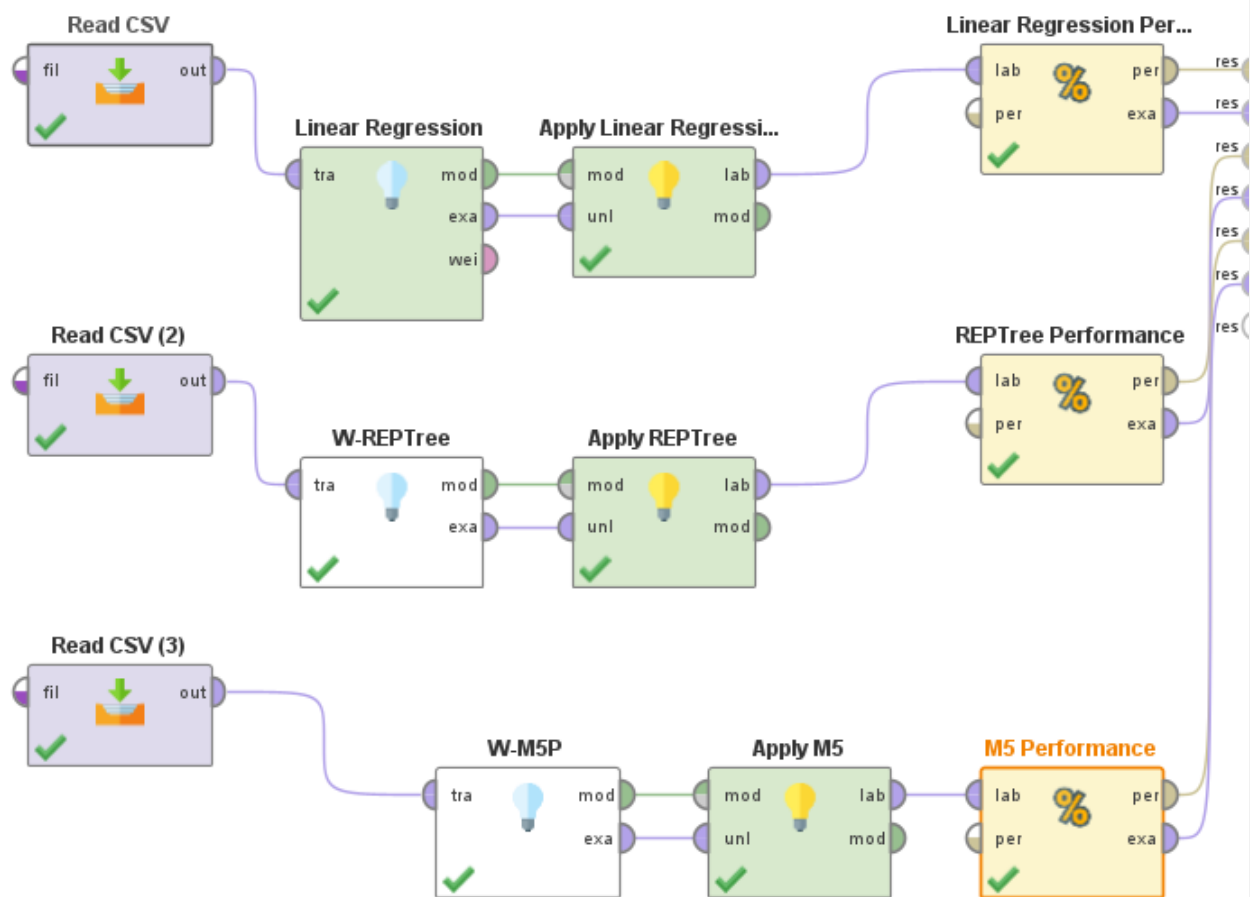 Read CSV
fil
out
Linear Regression
tra
mod
exa
wei
Apply Linear Regressi...
mod
lab
unl
mod
Linear Regression Per...
lab
per
per
exa
res
res
res
res
res
res
res
Read CSV (2)
fil
out
W-REPTree
tra
mod
exa
Apply REPTree
mod
lab
unl
mod
REPTree Performance
lab
per
per
exa
Read CSV (3)
fil
out
W-M5P
tra
mod
exa
Apply M5
mod
lab
unl
mod
M5 Performance
lab
per
per
exa